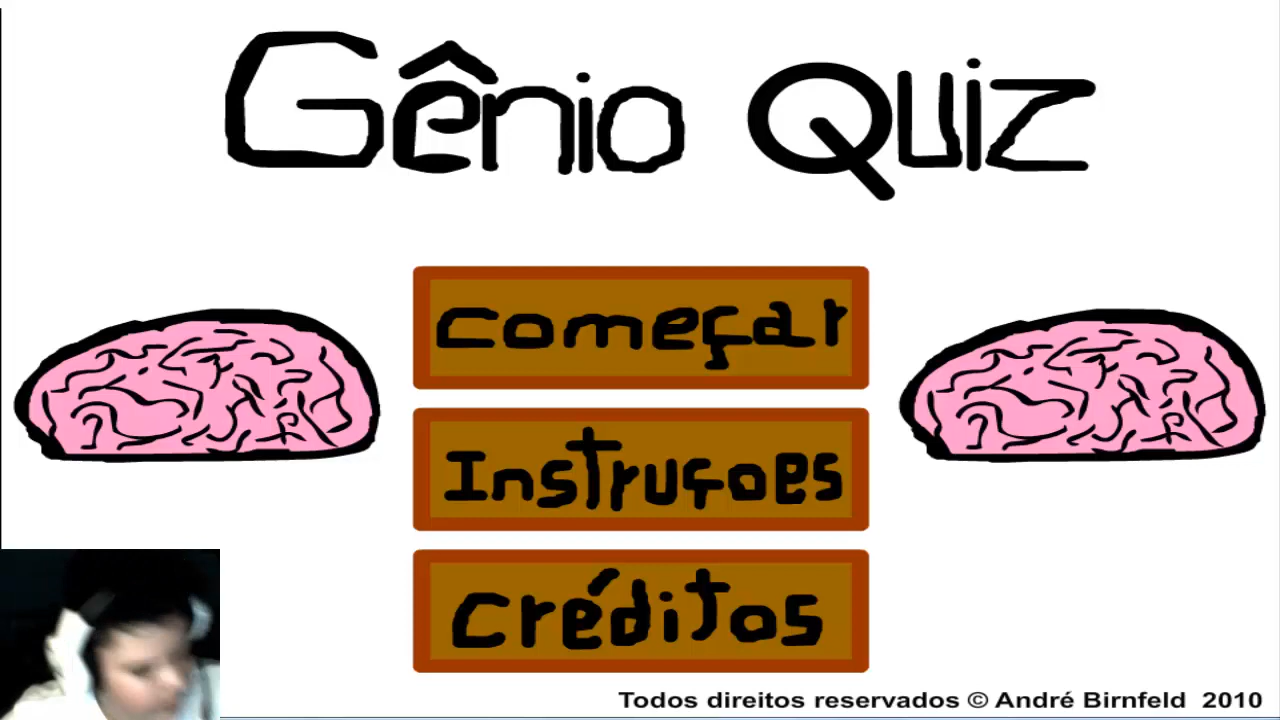 Gênio Quiz
Começar
Instruçoes
Créditos
Todos direitos reservados © André Birnfeld 2010